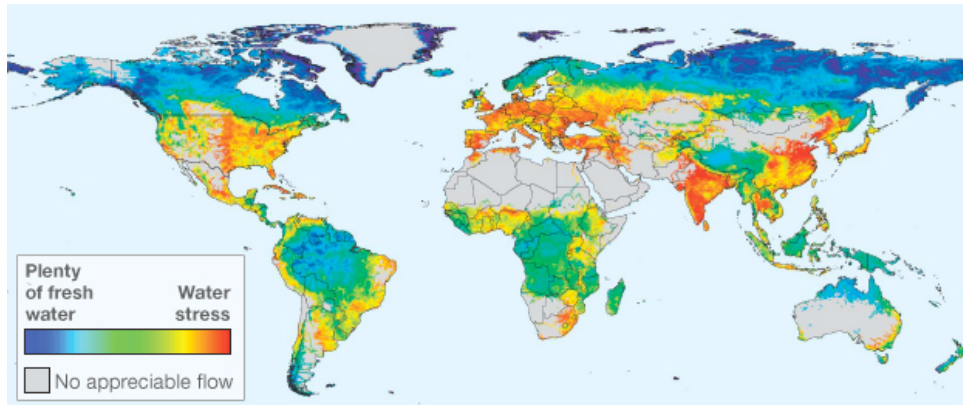 Plenty
of fresh
water
Water
stress
No appreciable flow